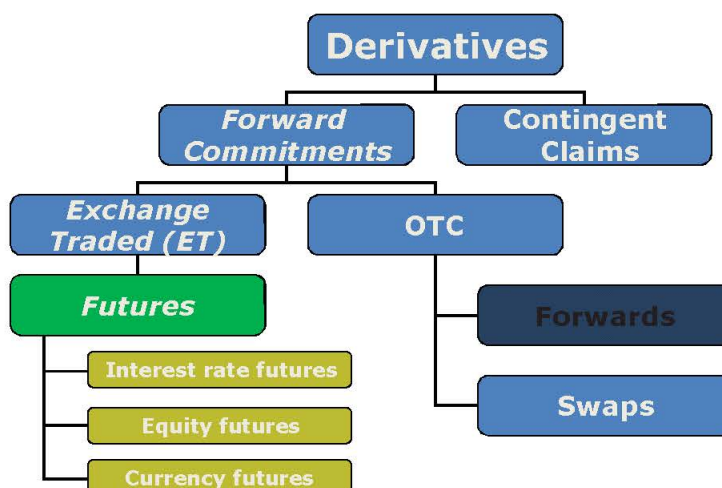 Derivatives
Forward
Commitments
Contingent
Claims
Exchange
Traded (ET)
OTC
Futures
Forwards
Interest rate futures
Swaps
Equity futures
Currency futures